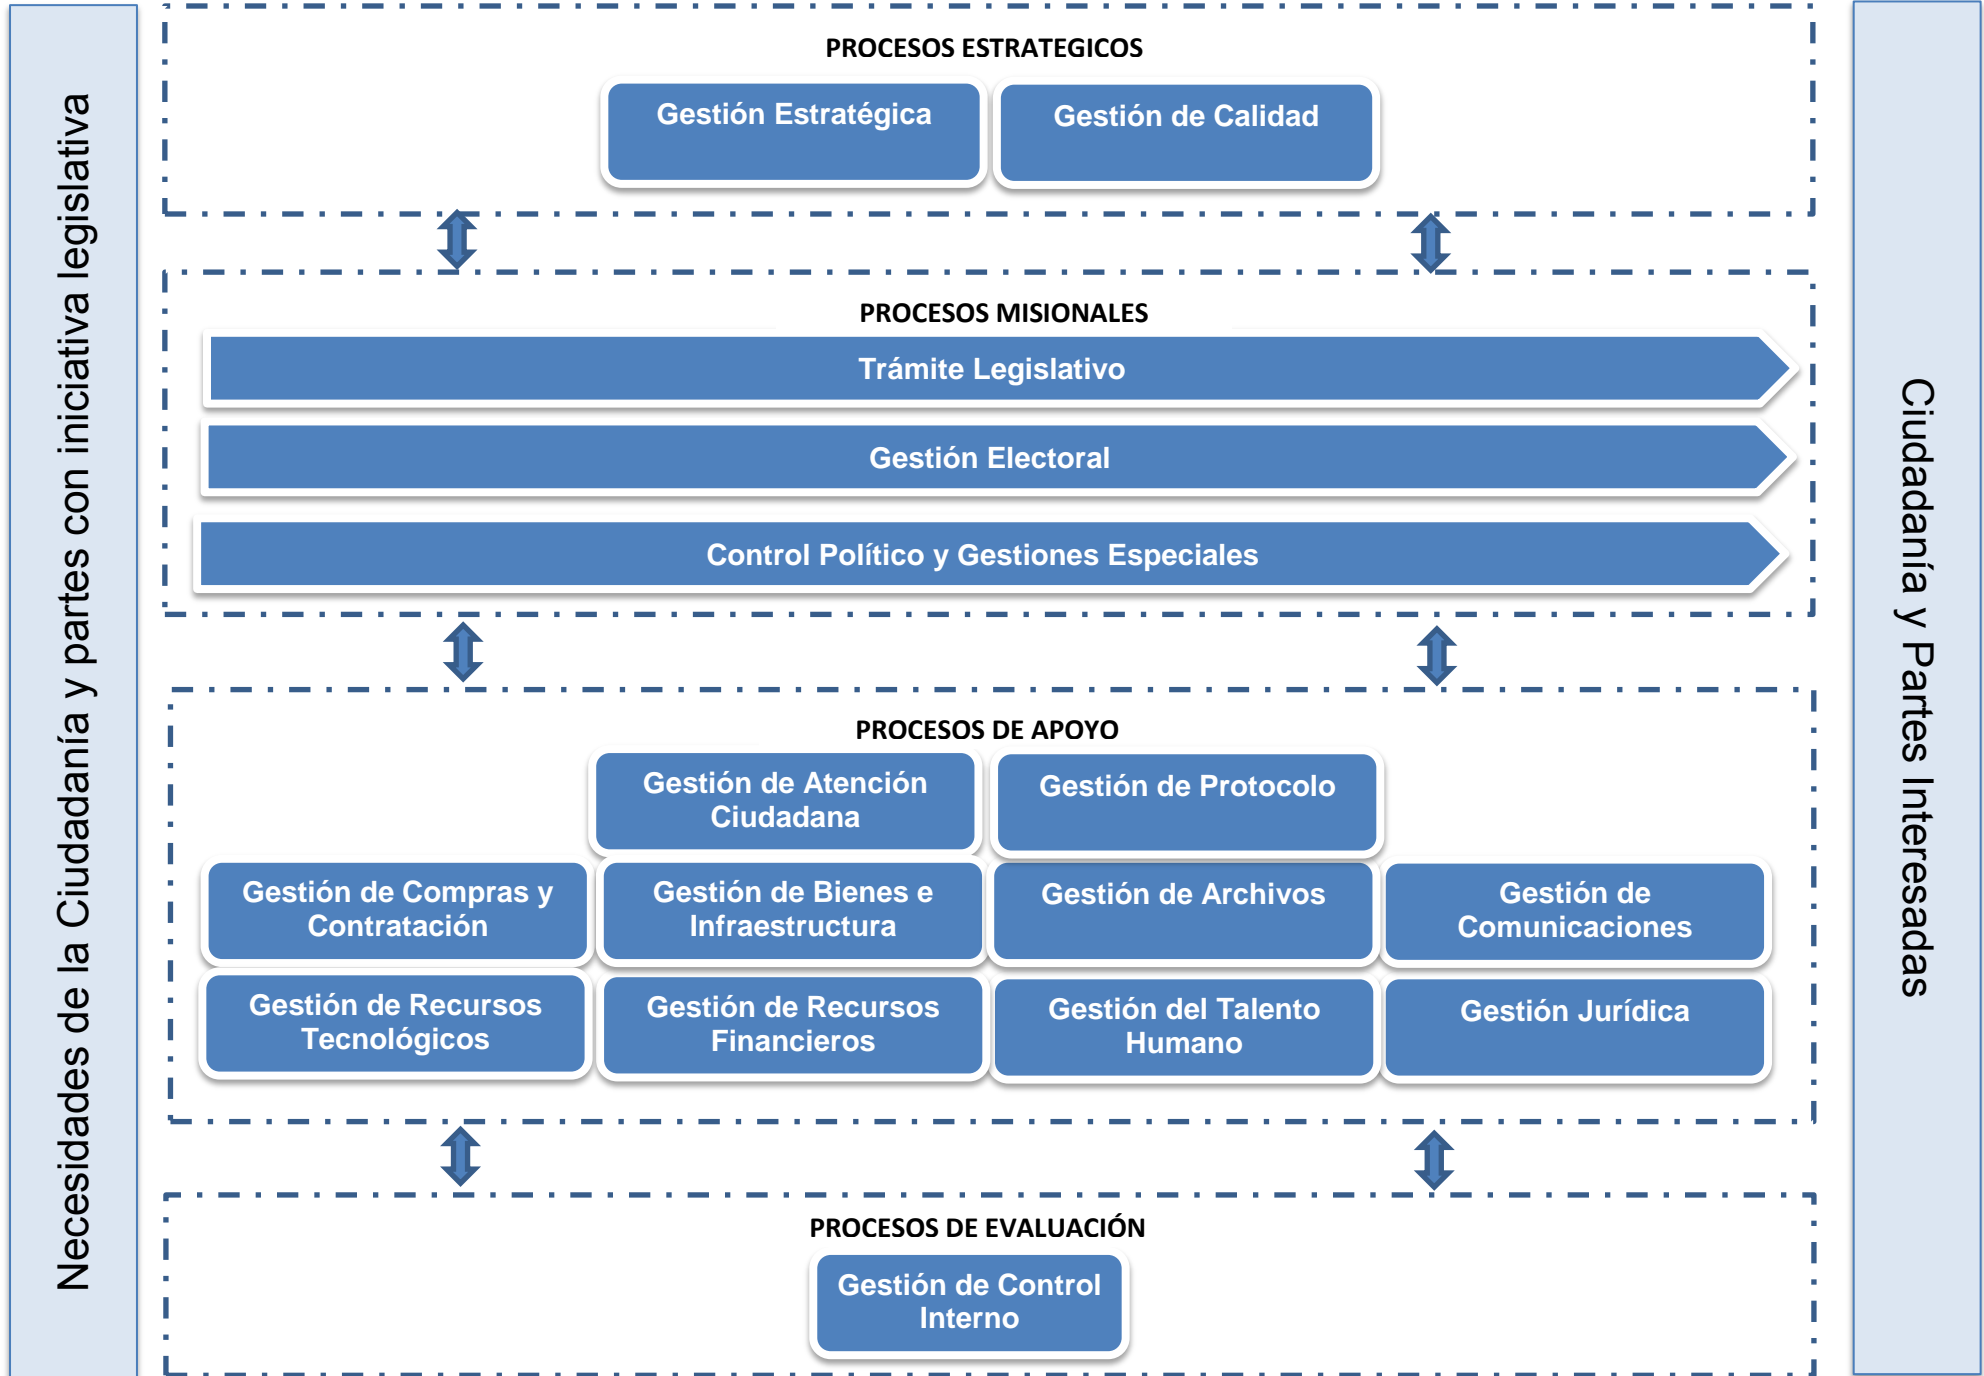 Necesidades de la Ciudadanía y partes con iniciativa legislativa
PROCESOS ESTRATEGICOS
Gestión Estratégica
Gestión de Calidad
PROCESOS MISIONALES
Trámite Legislativo
Gestión Electoral
Control Político y Gestiones Especiales
PROCESOS DE APOYO
Gestión de Atención
Ciudadana
Gestión de Protocolo
Gestión de Compras y
Contratación
Gestión de Bienes e
Infraestructura
Gestión de Archivos
Gestión de
Comunicaciones
Gestión de Recursos
Tecnológicos
Gestión de Recursos
Financieros
Gestión del Talento
Humano
Gestión Jurídica
PROCESOS DE EVALUACIÓN
Gestión de Control
Interno
Ciudadanía y Partes Interesadas